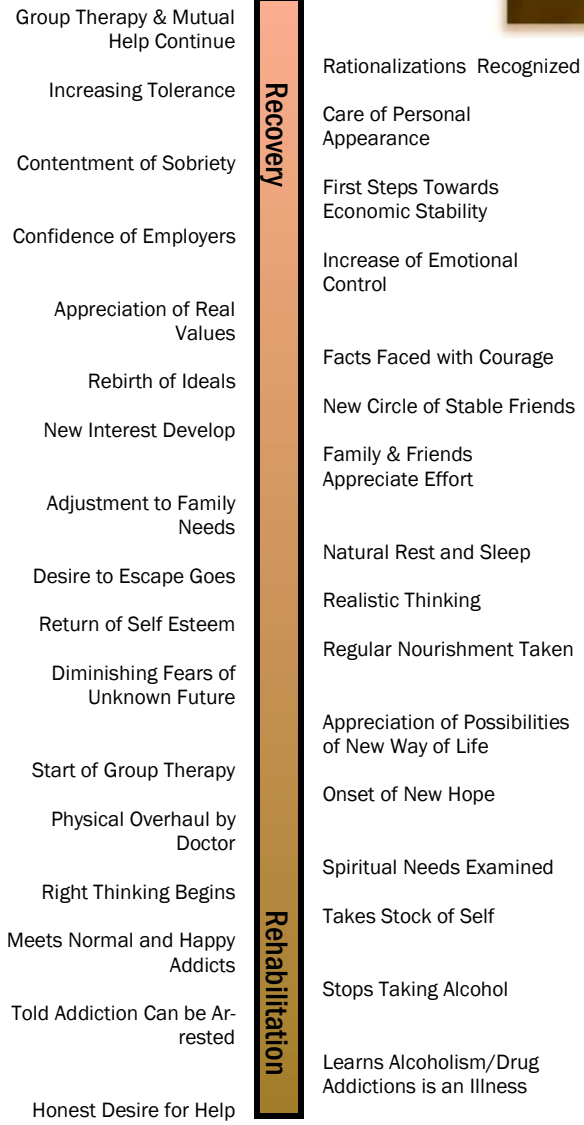 Group Therapy & Mutual
Help Continue
Increasing Tolerance
Contentment of Sobriety
Confidence of Employers
Appreciation of Real
Values
Rebirth of Ideals
New Interest Develop
Adjustment to Family
Needs
Desire to Escape Goes
Return of Self Esteem
Diminishing Fears of
Unknown Future
Start of Group Therapy
Physical Overhaul by
Doctor
Right Thinking Begins
Meets Normal and Happy
Addicts
Told Addiction Can be Ar-
rested
Honest Desire for Help
Recovery
Rehabilitation
Rationalizations Recognized
Care of Personal
Appearance
First Steps Towards
Economic Stability
Increase of Emotional
Control
Facts Faced with Courage
New Circle of Stable Friends
Family & Friends
Appreciate Effort
Natural Rest and Sleep
Realistic Thinking
Regular Nourishment Taken
Appreciation of Possibilities
of New Way of Life
Onset of New Hope
Spiritual Needs Examined
Takes Stock of Self
Stops Taking Alcohol
Learns Alcoholism/Drug
Addictions is an Illness